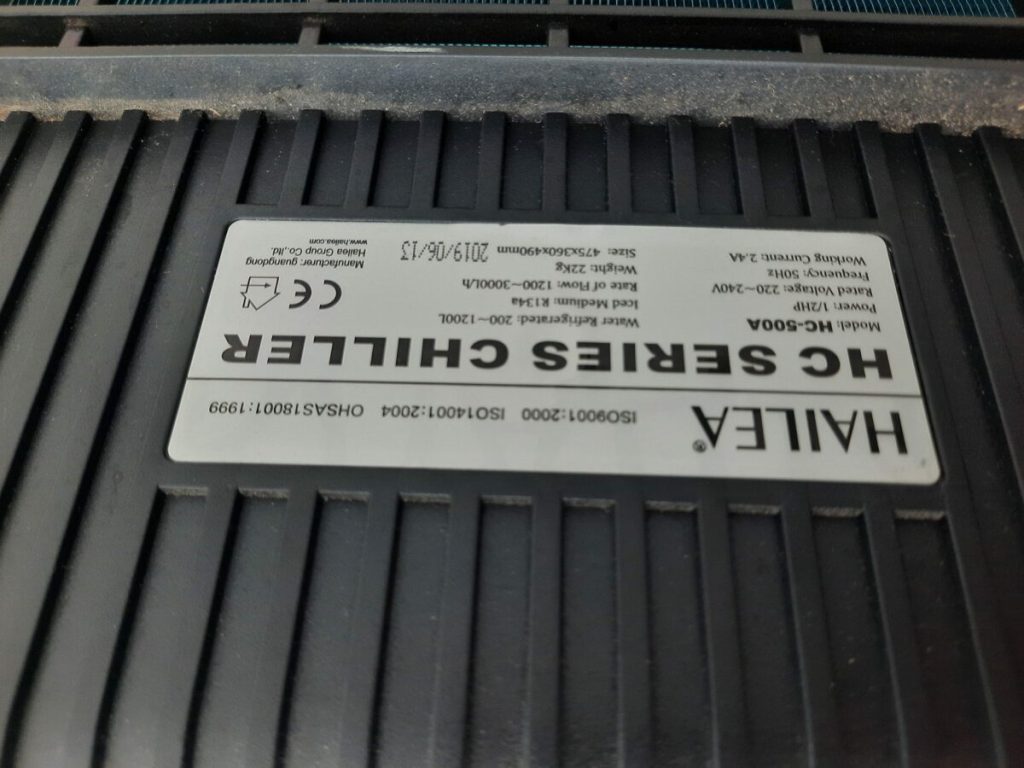 HAILEA® ISO9001:2000 ISO14001:2004 OHSAS18001:1999
HC SERIES CHILLER
Model: HC-500A
Power: 1/2HP
Rated Voltage: 220~240V
Frequency: 50Hz
Working Current: 2.4A
Water Refrigerated: 200~1200L
Iced Medium: R134a
Rate of Flow: 1200~3000L/h
Weight: 22Kg
Size: 475x360x490mm
2019/06/13
CE
Manufacturer: guangdong
Hailea Group Co.,ltd.
www.hailea.com